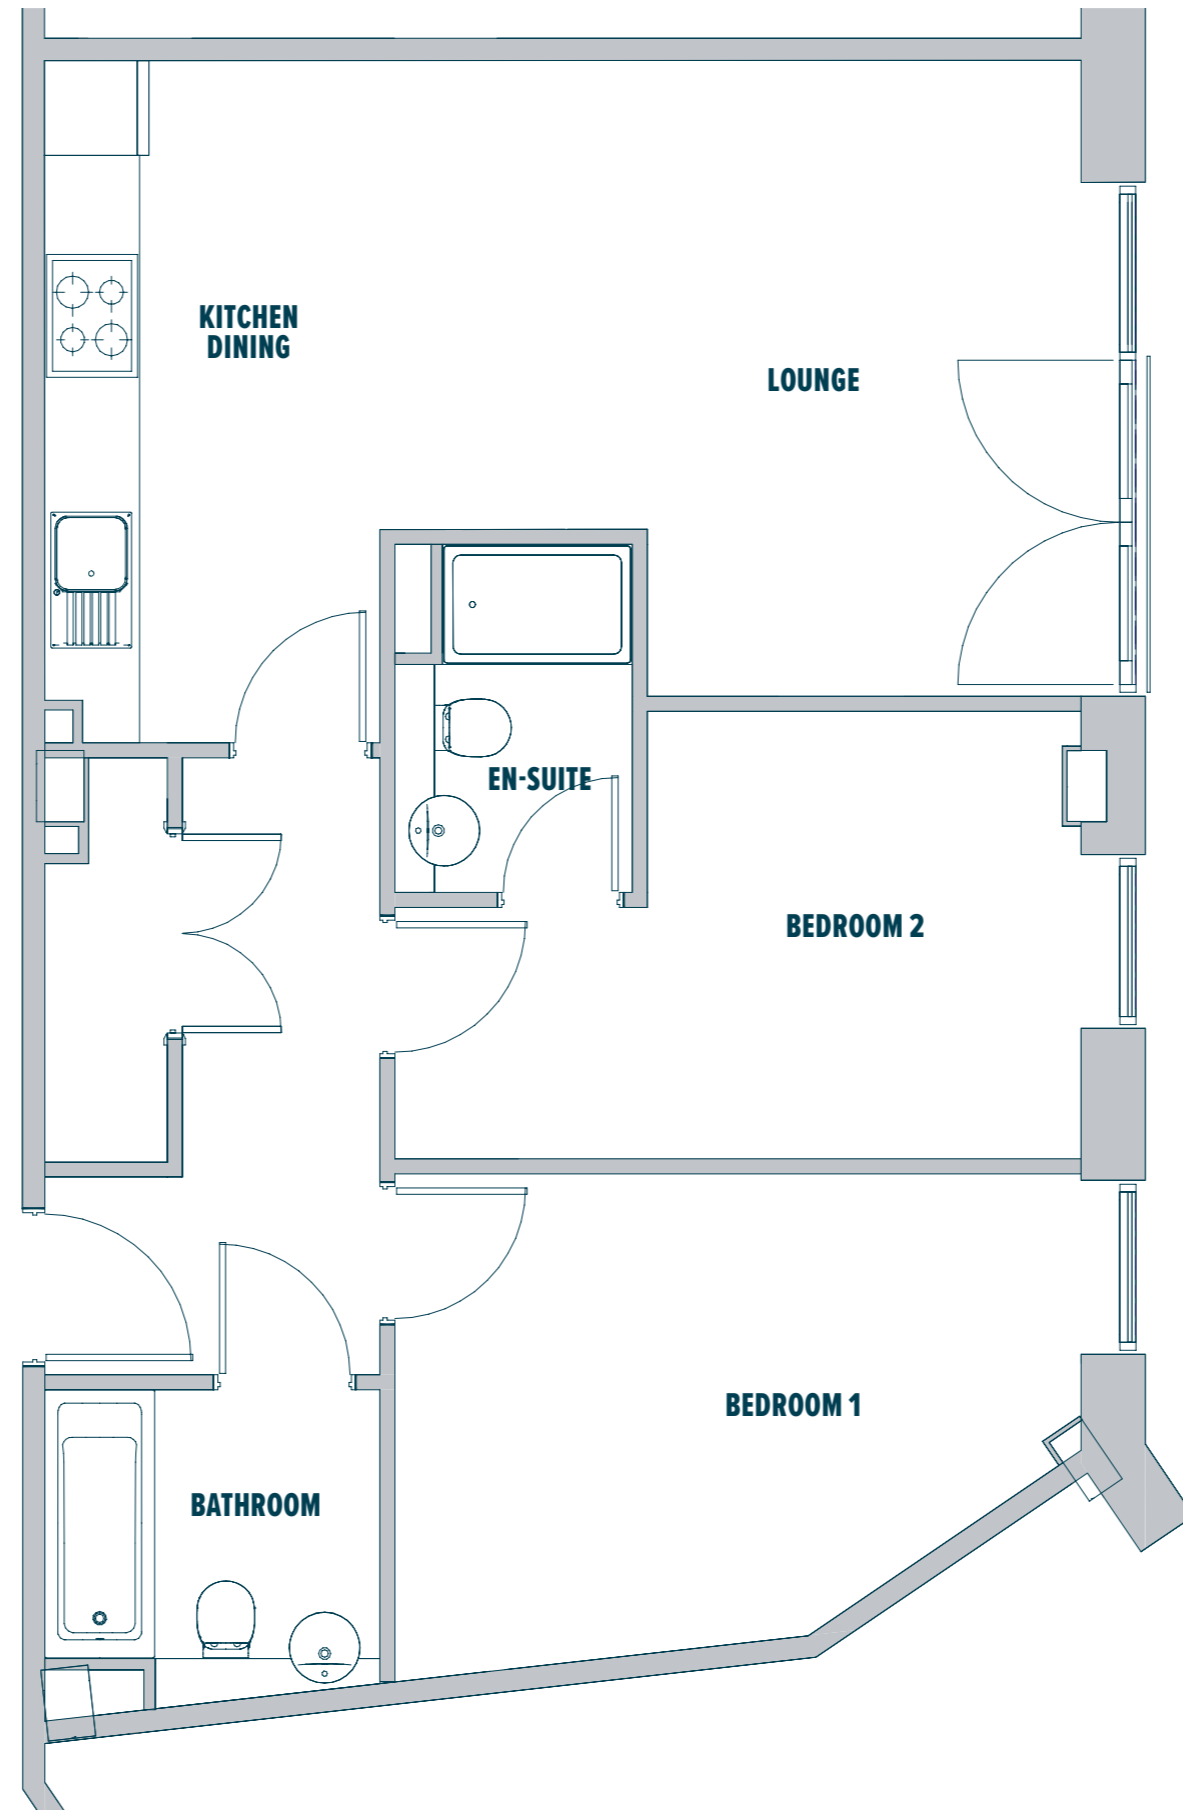 KITCHEN
DINING
LOUNGE
EN-SUITE
BEDROOM 2
BEDROOM 1
BATHROOM